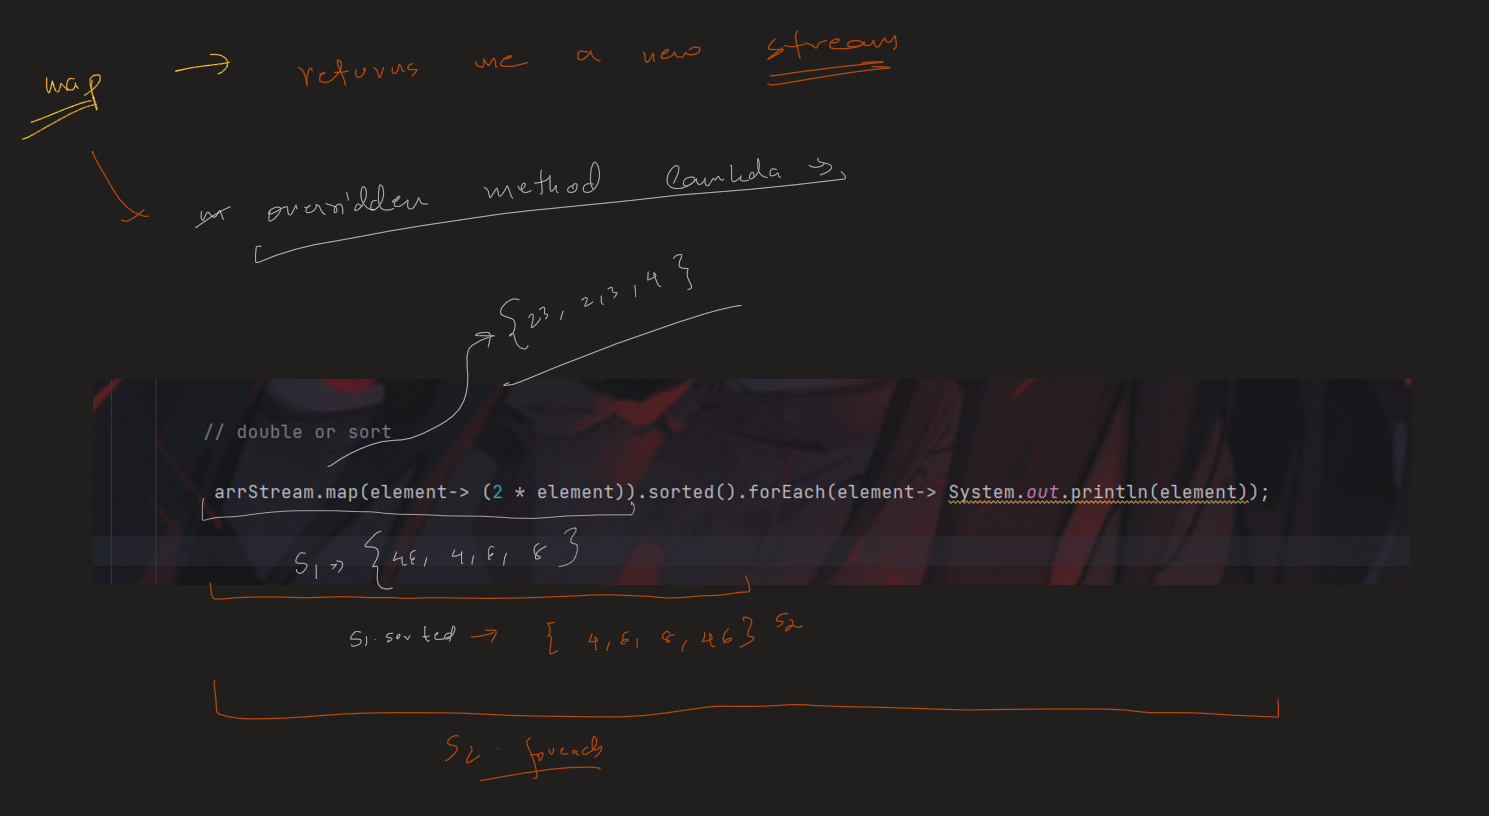 map → returns me a new stream
overridden method lambda →
{23, 2, 3, 4}
// double or sort
arrStream.map(element-> (2 * element)).sorted().forEach(element-> System.out.println(element));
S1 → {46, 4, 6, 8}
S1.sorted → { 4, 6, 8, 46} S2
S2 . foreach